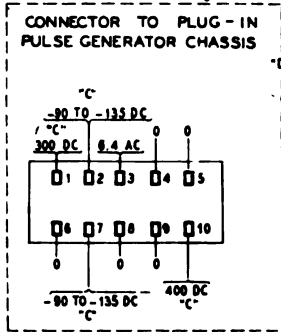 CONNECTOR TO PLUG-IN
PULSE GENERATOR CHASSIS
"C"
-90 TO -135 DC
"C" 0 0
300 DC 6.4 AC
1 2 3 4 5
6 7 8 9 10
0 0 0
-90 TO -135 DC 400 DC
"C" "C"